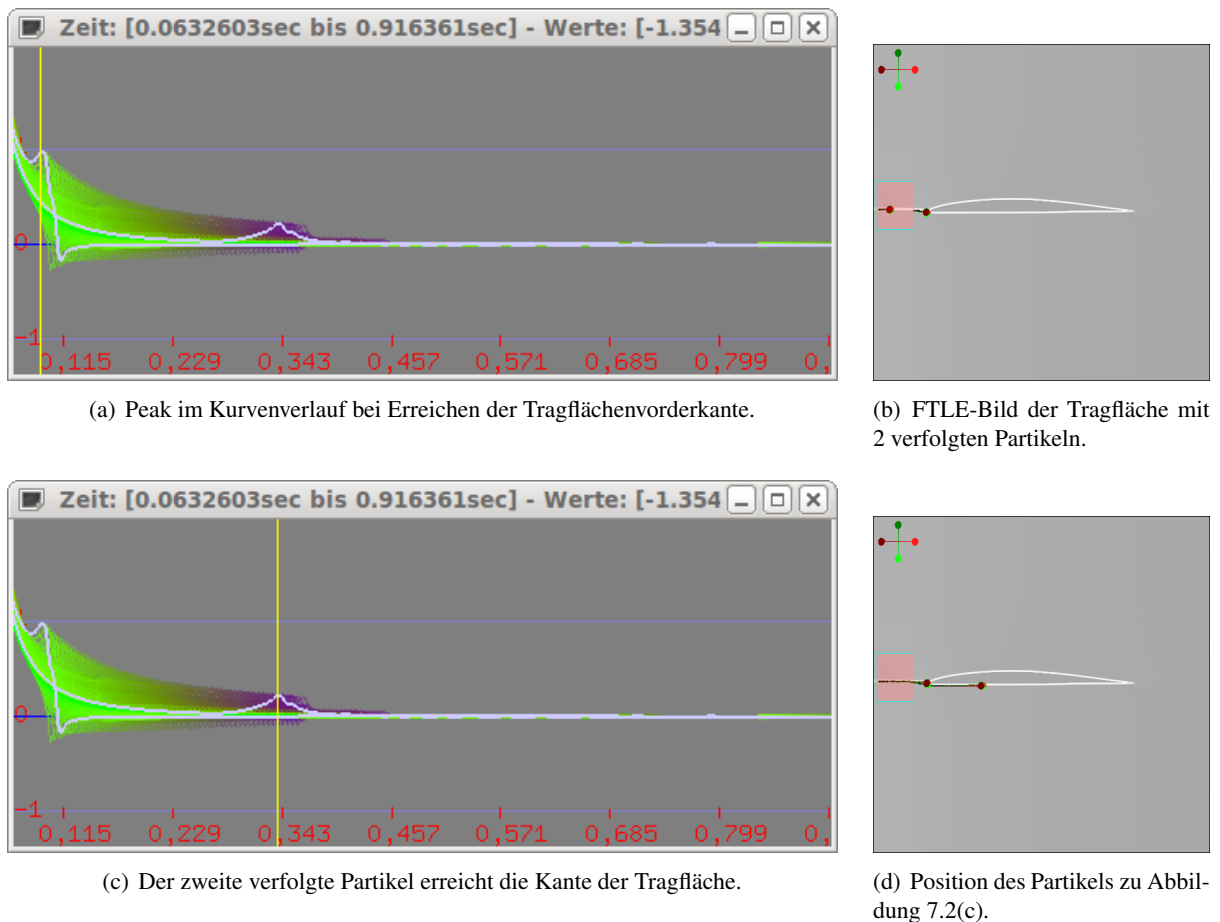 Zeit: [0.0632603sec bis 0.916361sec] - Werte: [-1.354
0
-1
0,115 0,229 0,343 0,457 0,571 0,685 0,799 0,
(a) Peak im Kurvenverlauf bei Erreichen der Tragflächenvorderkante.
(b) FTLE-Bild der Tragfläche mit
2 verfolgten Partikeln.
Zeit: [0.0632603sec bis 0.916361sec] - Werte: [-1.354
0
-1
0,115 0,229 0,343 0,457 0,571 0,685 0,799 0,
(c) Der zweite verfolgte Partikel erreicht die Kante der Tragfläche.
(d) Position des Partikels zu Abbil-
dung 7.2(c).